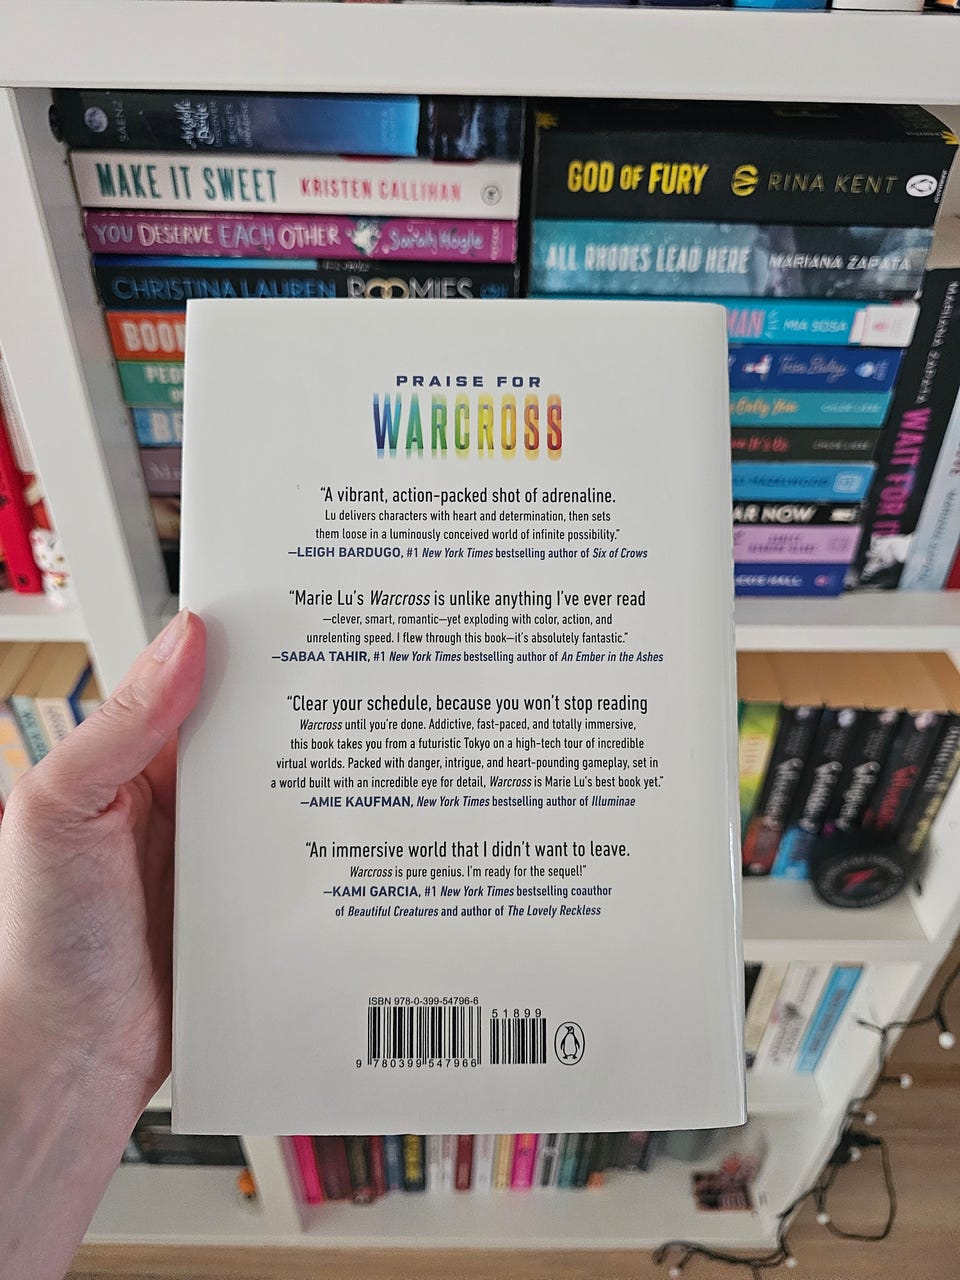 SAENZ
MAKE IT SWEET KRISTEN CALLIHAN
YOU DESERVE EACH OTHER Sarah Hogle
CHRISTINA LAUREN ROOMIES
BOO
GOD OF FURY RINA KENT
ALL RHODES LEAD HERE MARIANA ZAPATA
MIA SOSA
Tessa Bailey
Only You
WAIT FOR
PRAISE FOR
WARCROSS
“A vibrant, action-packed shot of adrenaline.
Lu delivers characters with heart and determination, then sets
them loose in a luminously conceived world of infinite possibility.”
—LEIGH BARDUGO, #1 New York Times bestselling author of Six of Crows
“Marie Lu’s Warcross is unlike anything I’ve ever read
—clever, smart, romantic—yet exploding with color, action, and
unrelenting speed. I flew through this book—it’s absolutely fantastic.”
—SABAA TAHIR, #1 New York Times bestselling author of An Ember in the Ashes
“Clear your schedule, because you won’t stop reading
Warcross until you’re done. Addictive, fast-paced, and totally immersive,
this book takes you from a futuristic Tokyo on a high-tech tour of incredible
virtual worlds. Packed with danger, intrigue, and heart-pounding gameplay, set in
a world built with an incredible eye for detail, Warcross is Marie Lu’s best book yet.”
—AMIE KAUFMAN, New York Times bestselling author of Illuminae
“An immersive world that I didn’t want to leave.
Warcross is pure genius. I’m ready for the sequel!”
—KAMI GARCIA, #1 New York Times bestselling coauthor
of Beautiful Creatures and author of The Lovely Reckless
ISBN 978-0-399-54796-6
51899
9 780399 547966